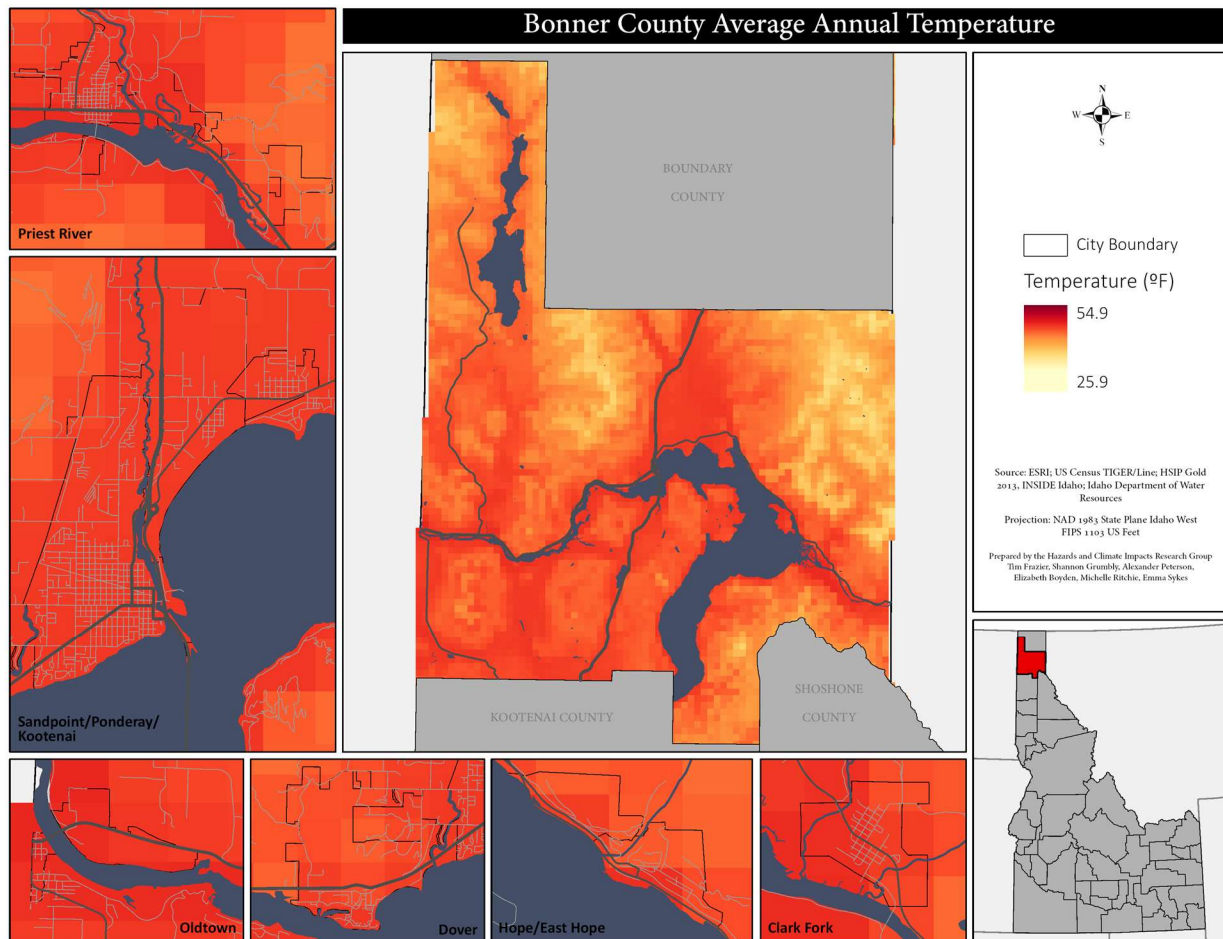 Bonner County Average Annual Temperature
Priest River
Sandpoint/Ponderay/
Kootenai
Oldtown
Dover
Hope/East Hope
Clark Fork
BOUNDARY
COUNTY
KOOTENAI COUNTY
SHOSHONE
COUNTY
N
W E
S
City Boundary
Temperature (ºF)
54.9
25.9
Source: ESRI; US Census TIGER/Line; HSIP Gold
2013, INSIDE Idaho; Idaho Department of Water
Resources
Projection: NAD 1983 State Plane Idaho West
FIPS 1103 US Feet
Prepared by the Hazards and Climate Impacts Research Group
Tim Frazier, Shannon Grumbly, Alexander Peterson,
Elizabeth Boyden, Michelle Ritchie, Emma Sykes